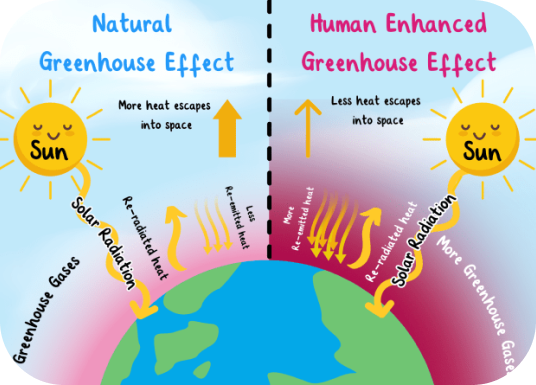 Natural
Greenhouse Effect
More heat escapes
into space
Sun
Solar Radiation
Re-radiated heat
Less
Re-emitted heat
Greenhouse Gases
Human Enhanced
Greenhouse Effect
Less heat escapes
into space
Sun
More
Re-emitted heat
Re-radiated heat
Solar Radiation
More Greenhouse Gases